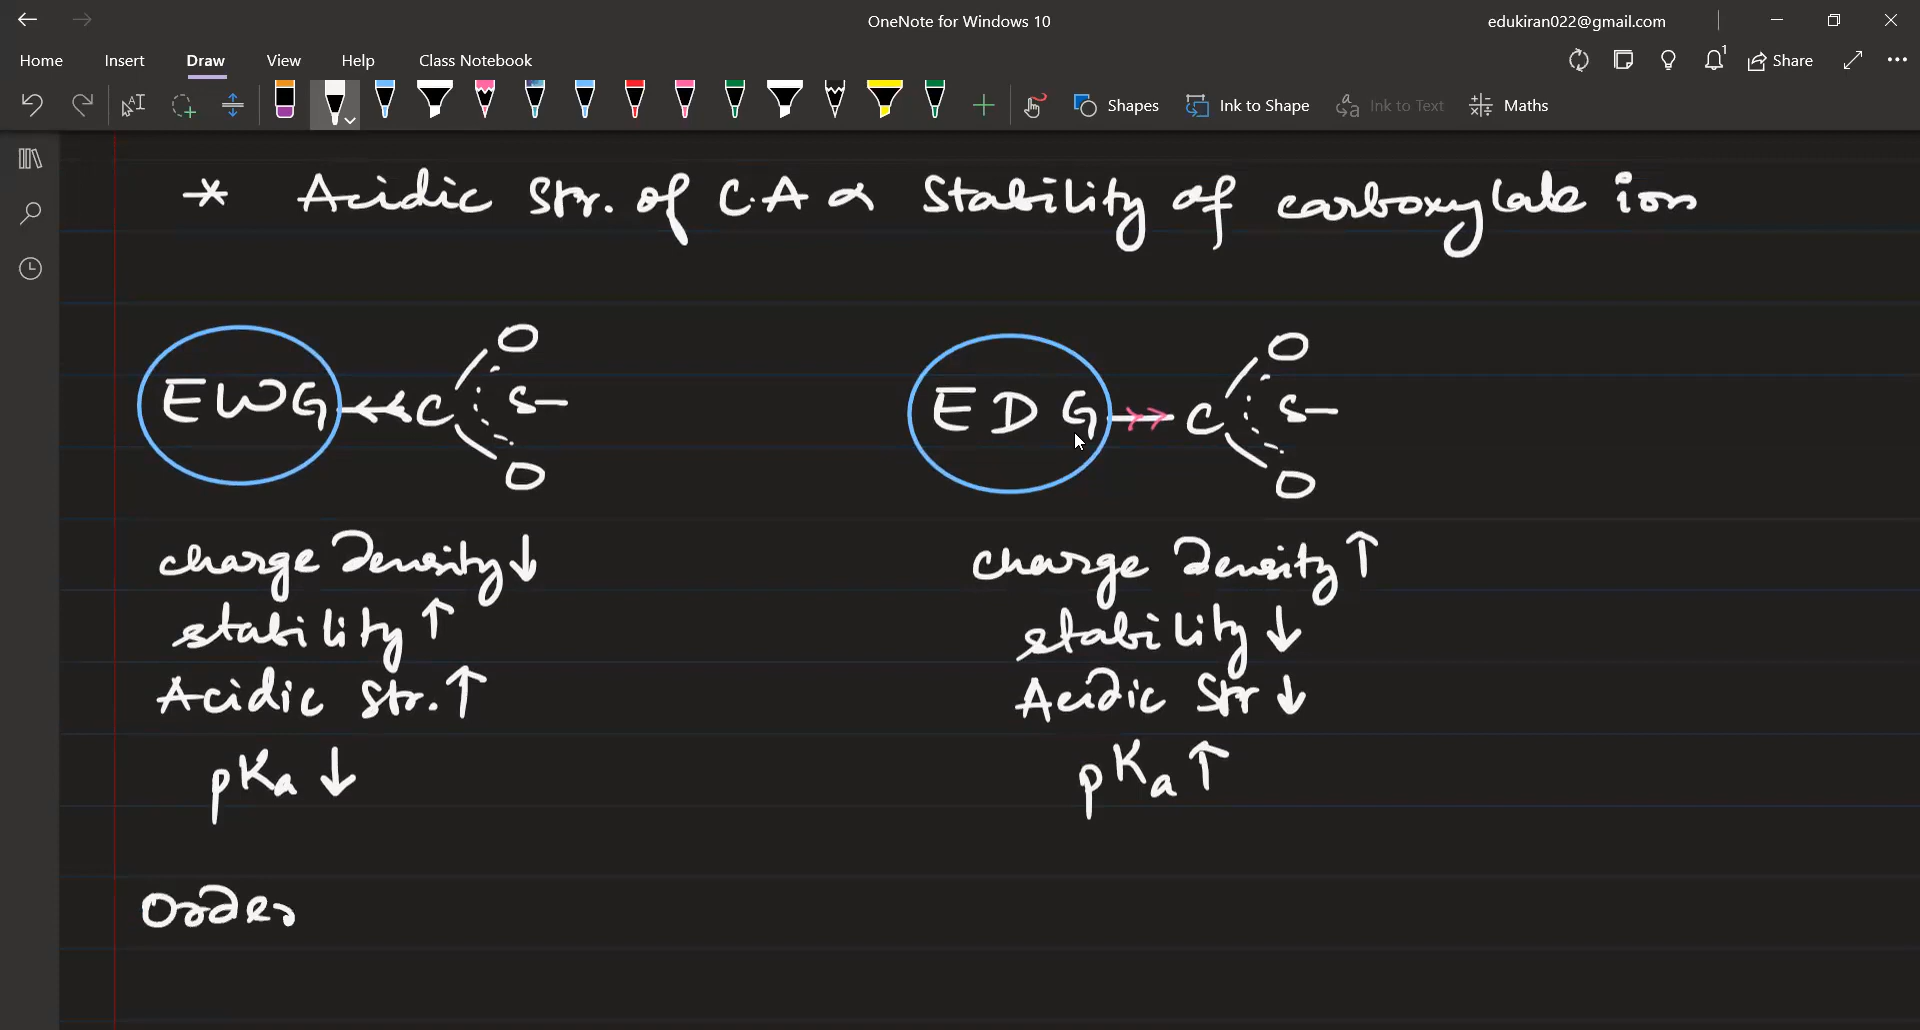 OneNote for Windows 10
edukiran022@gmail.com
Home Insert Draw View Help Class Notebook
1 Share
Shapes Ink to Shape Ink to Text Maths
* Acidic Str. of C.A ∝ Stability of carboxylate ion
O O
EWG C δ- EDG C δ-
O O
charge density ↓ charge density ↑
stability ↑ stability ↓
Acidic Str. ↑ Acidic Str ↓
pKa ↓ pKa ↑
Order